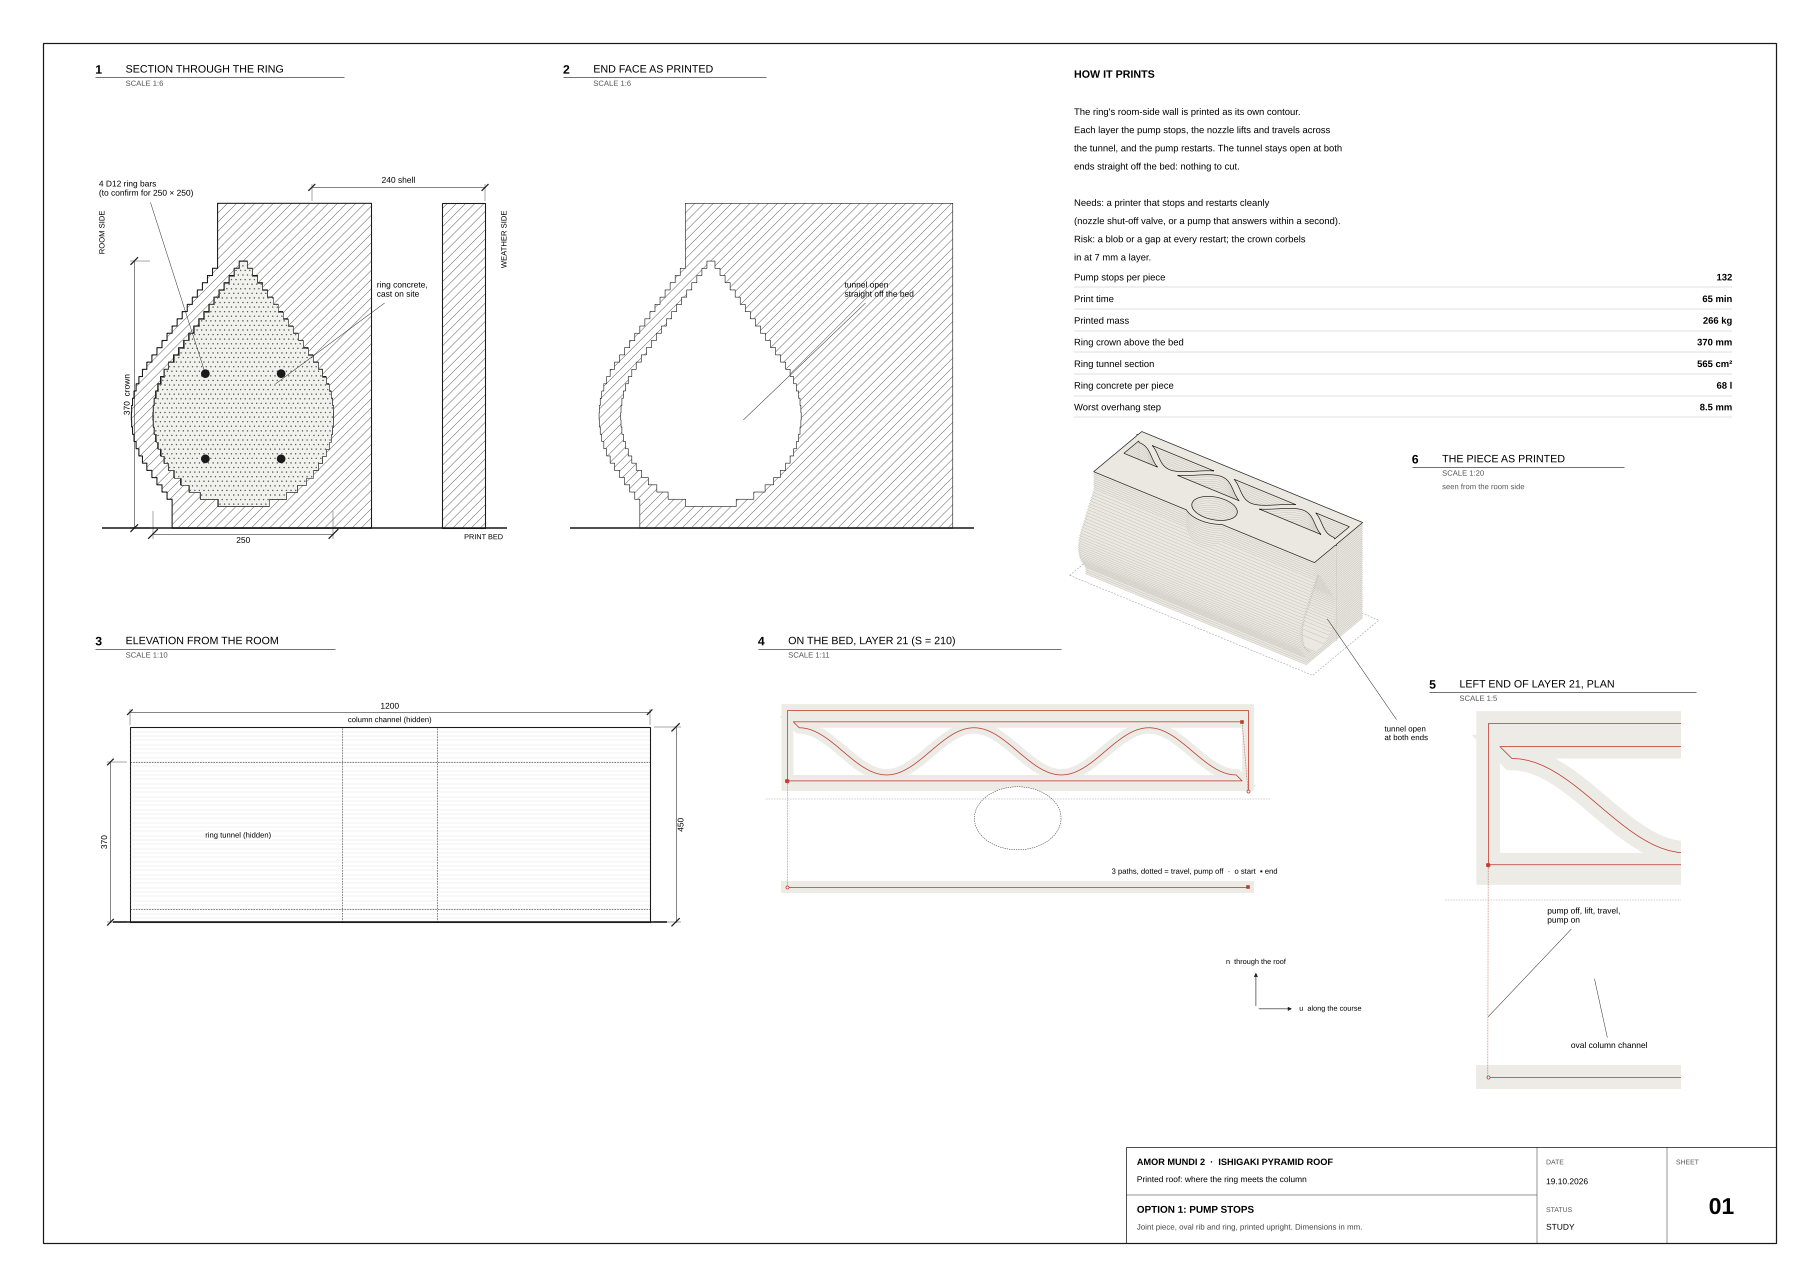 1 SECTION THROUGH THE RING
SCALE 1:6
4 D12 ring bars
(to confirm for 250 × 250)
240 shell
ROOM SIDE
WEATHER SIDE
ring concrete,
cast on site
370 crown
250
PRINT BED
2 END FACE AS PRINTED
SCALE 1:6
tunnel open
straight off the bed
HOW IT PRINTS
The ring's room-side wall is printed as its own contour.
Each layer the pump stops, the nozzle lifts and travels across
the tunnel, and the pump restarts. The tunnel stays open at both
ends straight off the bed: nothing to cut.
Needs: a printer that stops and restarts cleanly
(nozzle shut-off valve, or a pump that answers within a second).
Risk: a blob or a gap at every restart; the crown corbels
in at 7 mm a layer.
Pump stops per piece 132
Print time 65 min
Printed mass 266 kg
Ring crown above the bed 370 mm
Ring tunnel section 565 cm²
Ring concrete per piece 68 l
Worst overhang step 8.5 mm
6 THE PIECE AS PRINTED
SCALE 1:20
seen from the room side
tunnel open
at both ends
3 ELEVATION FROM THE ROOM
SCALE 1:10
1200
column channel (hidden)
ring tunnel (hidden)
370
450
4 ON THE BED, LAYER 21 (S = 210)
SCALE 1:11
3 paths, dotted = travel, pump off · o start ▪ end
n through the roof
u along the course
5 LEFT END OF LAYER 21, PLAN
SCALE 1:5
pump off, lift, travel,
pump on
oval column channel
AMOR MUNDI 2 · ISHIGAKI PYRAMID ROOF
Printed roof: where the ring meets the column
OPTION 1: PUMP STOPS
Joint piece, oval rib and ring, printed upright. Dimensions in mm.
DATE
19.10.2026
STATUS
STUDY
SHEET
01